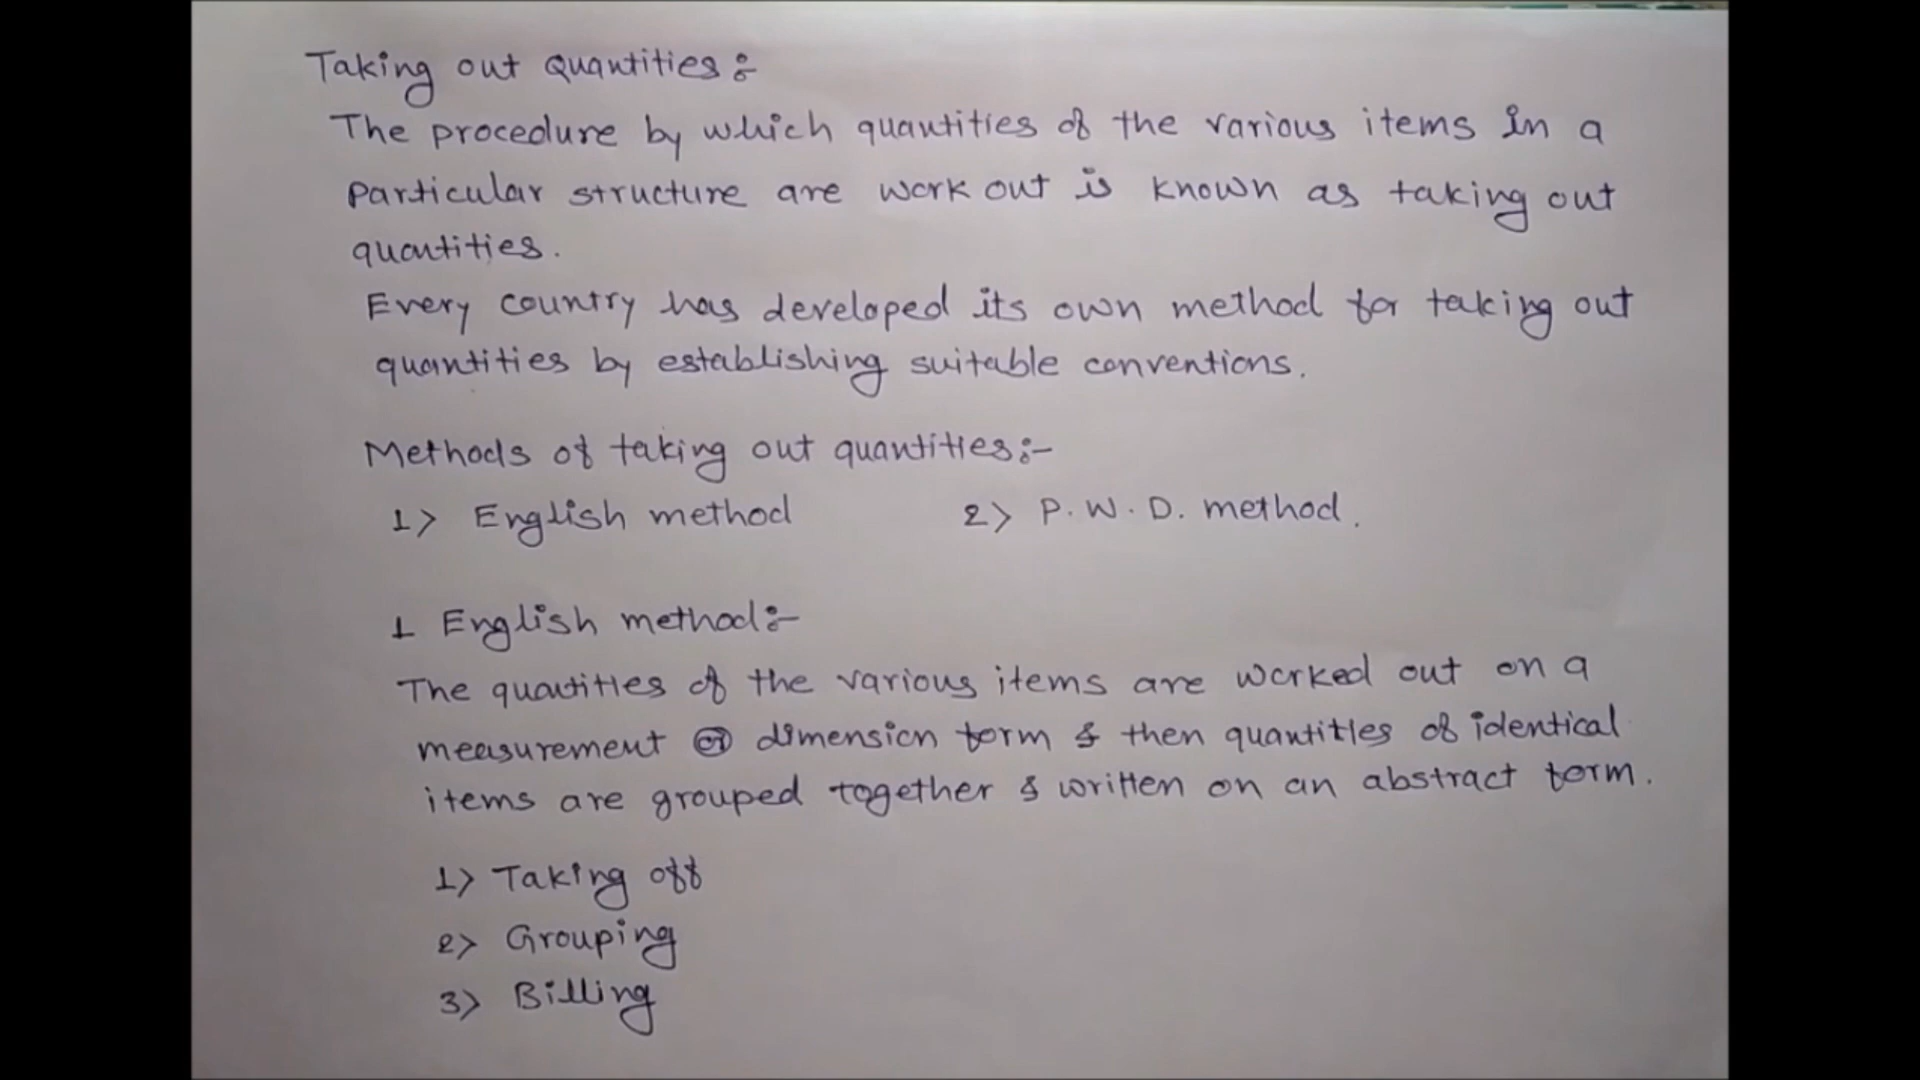 Taking out Quantities :-
The procedure by which quantities of the various items in a
particular structure are work out is known as taking out
quantities.
Every country has developed its own method for taking out
quantities by establishing suitable conventions.
Methods of taking out quantities:-
1) English method 2) P.W.D. method.
1 English method:-
The quantities of the various items are worked out on a
measurement or dimension form & then quantities of identical
items are grouped together & written on an abstract form.
1) Taking off
2) Grouping
3) Billing